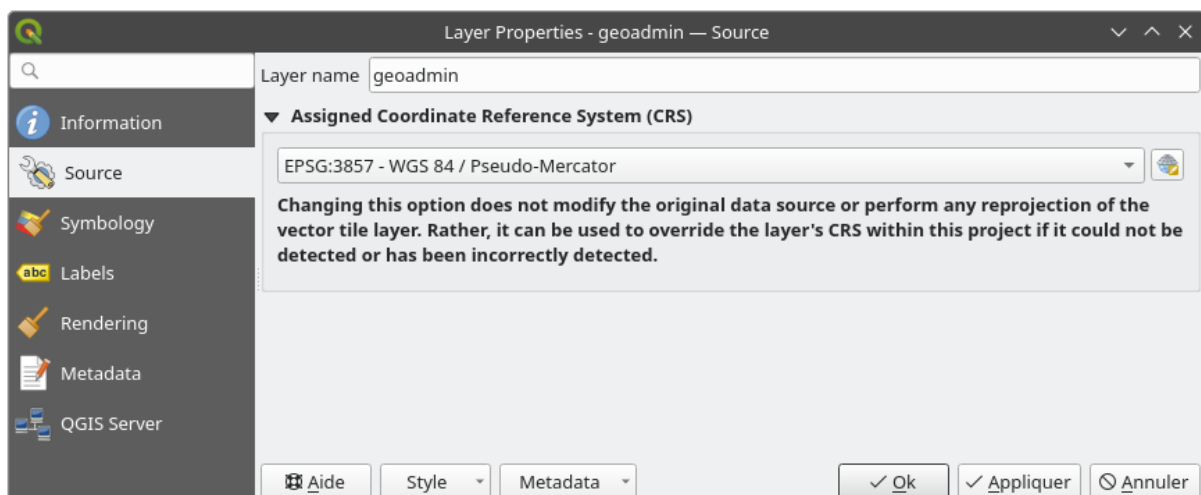 Layer Properties - geoadmin — Source
Layer name geoadmin
Information
Source
Symbology
abc Labels
Rendering
Metadata
QGIS Server
Assigned Coordinate Reference System (CRS)
EPSG:3857 - WGS 84 / Pseudo-Mercator
Changing this option does not modify the original data source or perform any reprojection of the
vector tile layer. Rather, it can be used to override the layer's CRS within this project if it could not be
detected or has been incorrectly detected.
Aide Style Metadata Ok Appliquer Annuler